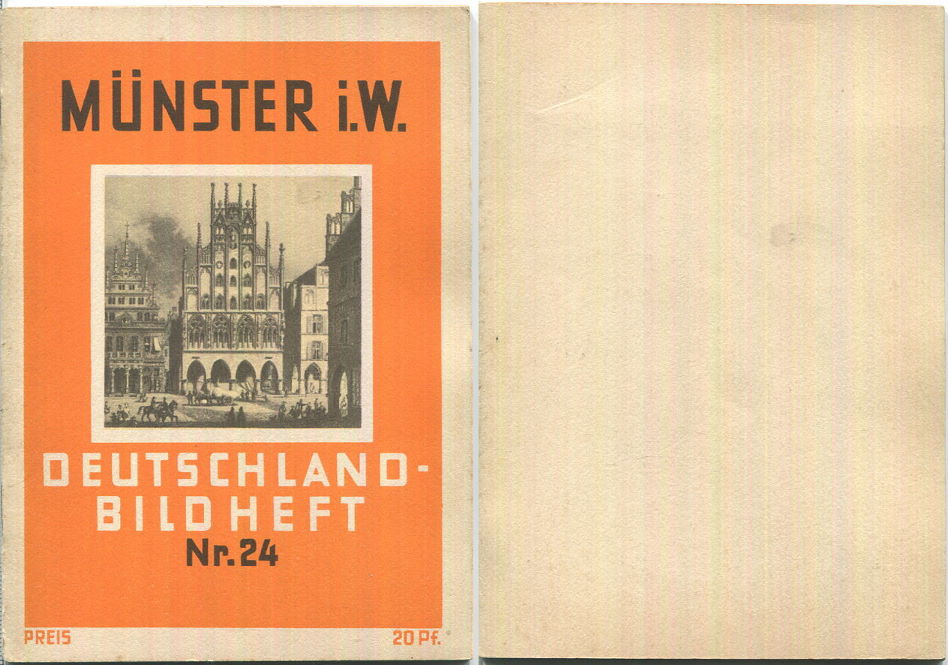 MÜNSTER i.W.
DEUTSCHLAND-
BILDHEFT
Nr.24
PREIS 20 Pf.